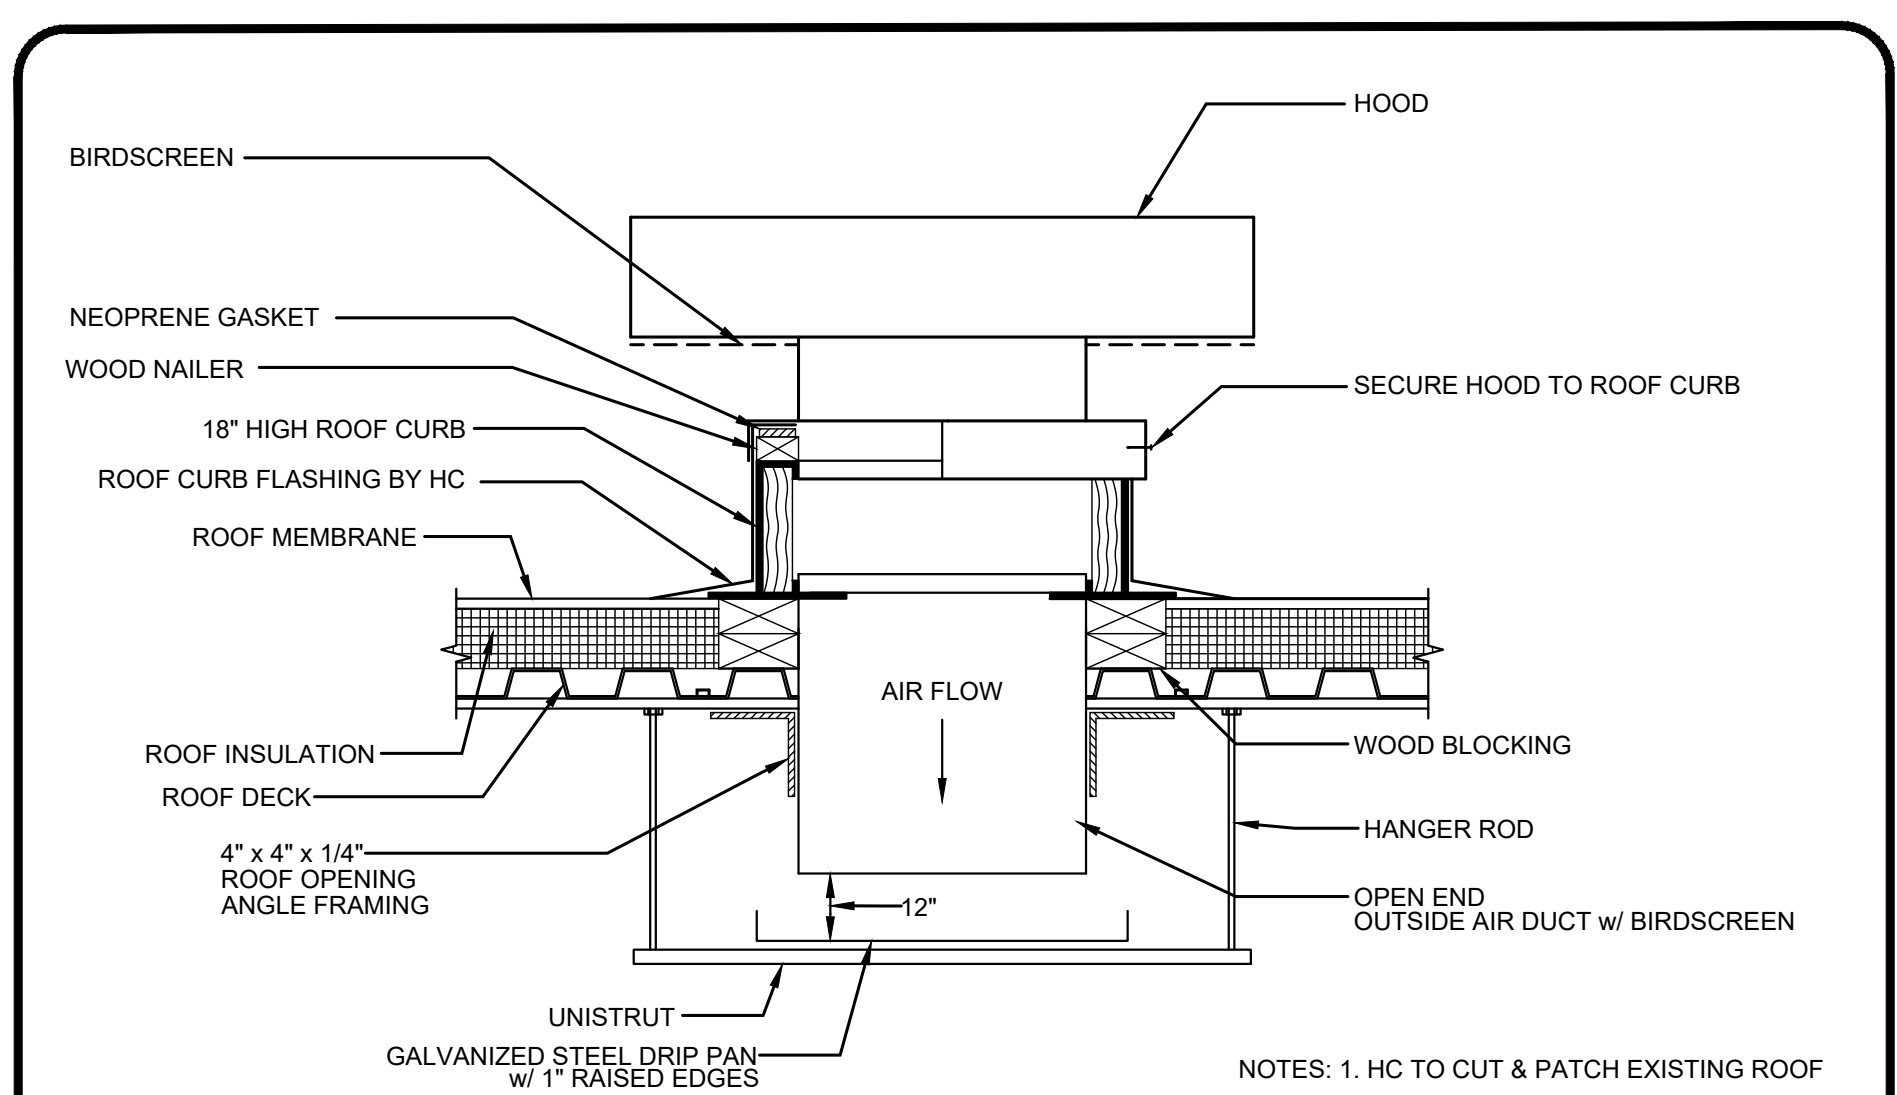 HOOD
BIRDSCREEN
NEOPRENE GASKET
WOOD NAILER
SECURE HOOD TO ROOF CURB
18" HIGH ROOF CURB
ROOF CURB FLASHING BY HC
ROOF MEMBRANE
AIR FLOW
ROOF INSULATION
WOOD BLOCKING
ROOF DECK
HANGER ROD
4" x 4" x 1/4"
ROOF OPENING
ANGLE FRAMING
12"
OPEN END
OUTSIDE AIR DUCT w/ BIRDSCREEN
UNISTRUT
GALVANIZED STEEL DRIP PAN
w/ 1" RAISED EDGES
NOTES: 1. HC TO CUT & PATCH EXISTING ROOF